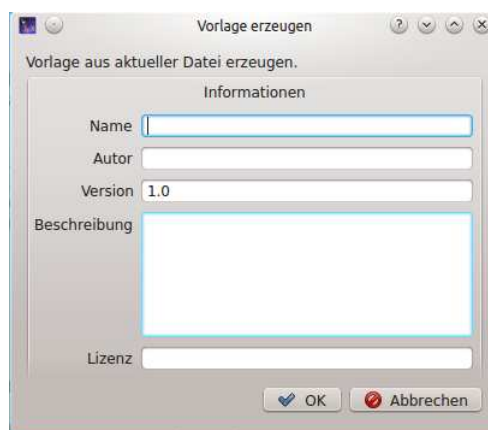 Vorlage erzeugen
Vorlage aus aktueller Datei erzeugen.
Informationen
Name
Autor
Version 1.0
Beschreibung
Lizenz
OK Abbrechen